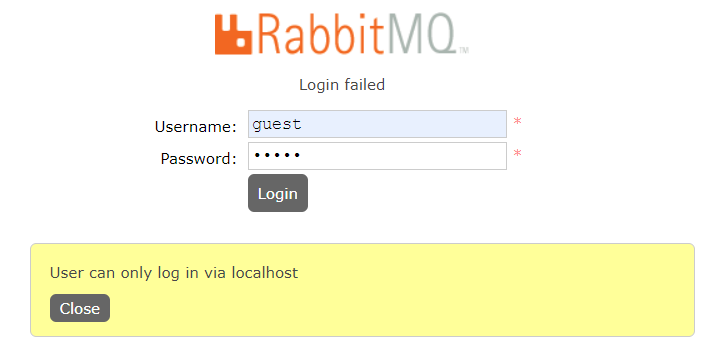 RabbitMQ™
Login failed
Username: guest *
Password: ••••• *
Login
User can only log in via localhost
Close